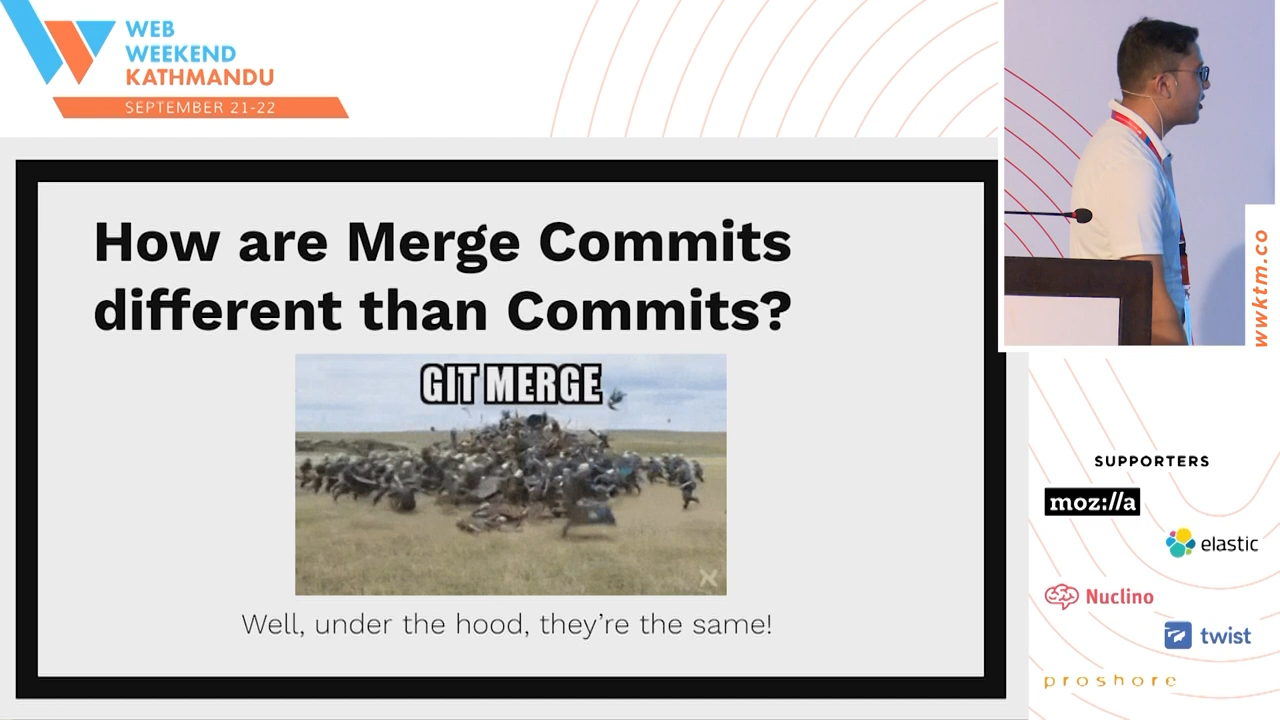 WEB
WEEKEND
KATHMANDU
SEPTEMBER 21-22
How are Merge Commits
different than Commits?
GIT MERGE
Well, under the hood, they're the same!
wwktm.co
SUPPORTERS
moz://a
elastic
Nuclino
twist
proshore